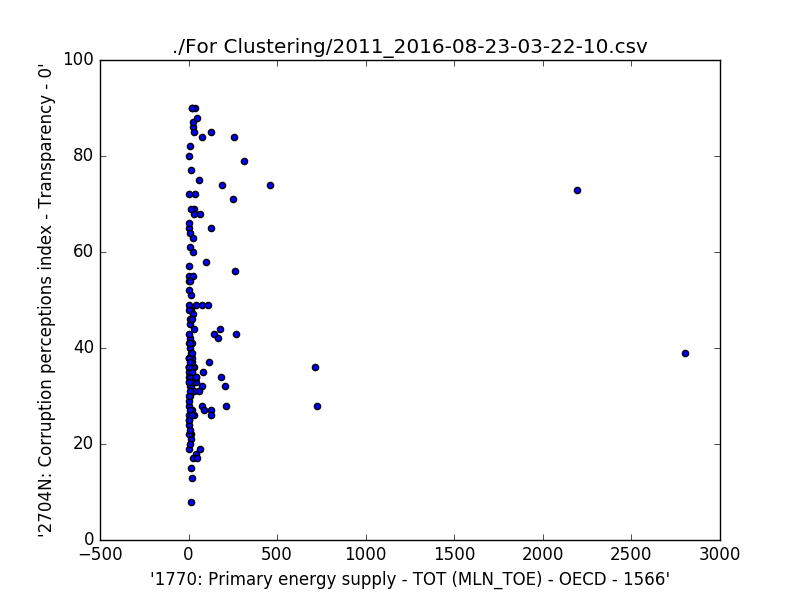 ./For Clustering/2011_2016-08-23-03-22-10.csv
100
80
60
40
20
0
'2704N: Corruption perceptions index - Transparency - 0'
−500 0 500 1000 1500 2000 2500 3000
'1770: Primary energy supply - TOT (MLN_TOE) - OECD - 1566'